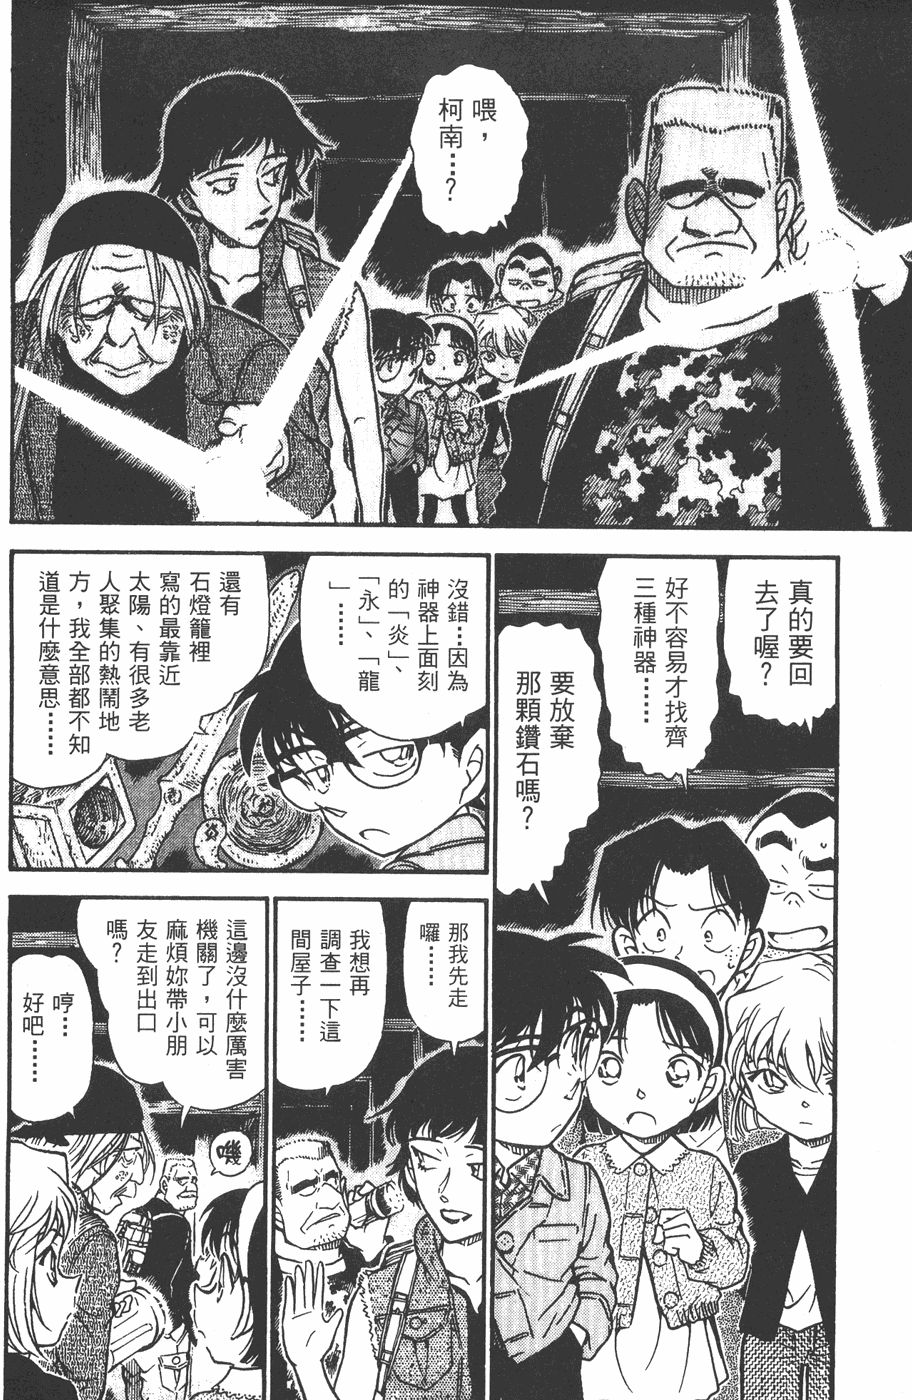 喂，
柯南…？
真的要回
去了喔？
好不容易才找齊
三種神器……
要放棄
那顆鑽石嗎？
沒錯…因為
神器上面刻
的「炎」、
「永」、「龍
」……
還有
石燈籠裡
寫的最靠近
太陽、有很多老
人聚集的熱鬧地
方，我全部都不知
道是什麼意思……
那我先走
囉……
我想再
調查一下這
間屋子……
這邊沒什麼厲害
機關了，可以
麻煩妳帶小朋
友走到出口
嗎？
嘰
哼…
好吧……